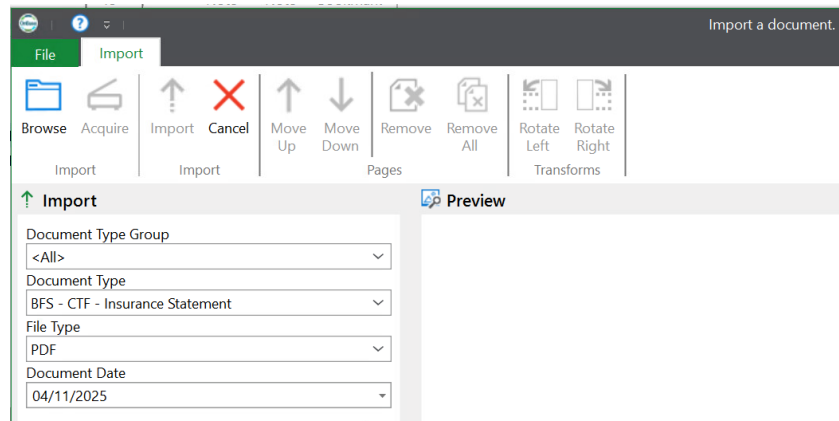 Import a document.
File Import
Browse Acquire Import Cancel Move Up Move Down Remove Remove All Rotate Left Rotate Right
Import Import Pages Transforms
Import
Preview
Document Type Group
<All>
Document Type
BFS - CTF - Insurance Statement
File Type
PDF
Document Date
04/11/2025